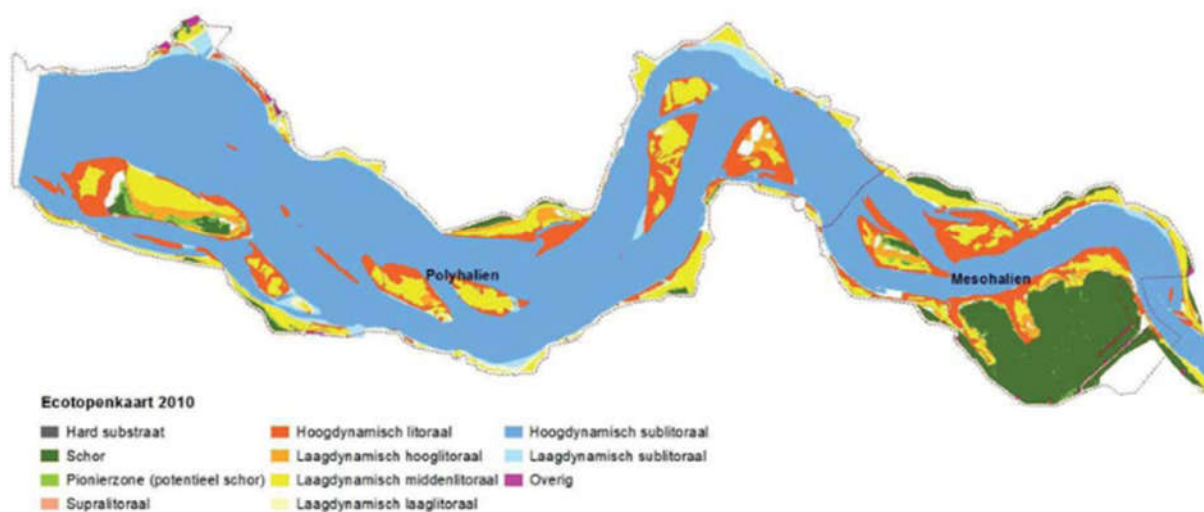 Polyhalien
Mesohalien
Ecotopenkaart 2010
Hard substraat
Schor
Pionierzone (potentieel schor)
Supralitoraal
Hoogdynamisch litoraal
Laagdynamisch hooglitoraal
Laagdynamisch middenlitoraal
Laagdynamisch laaglitoraal
Hoogdynamisch sublitoraal
Laagdynamisch sublitoraal
Overig